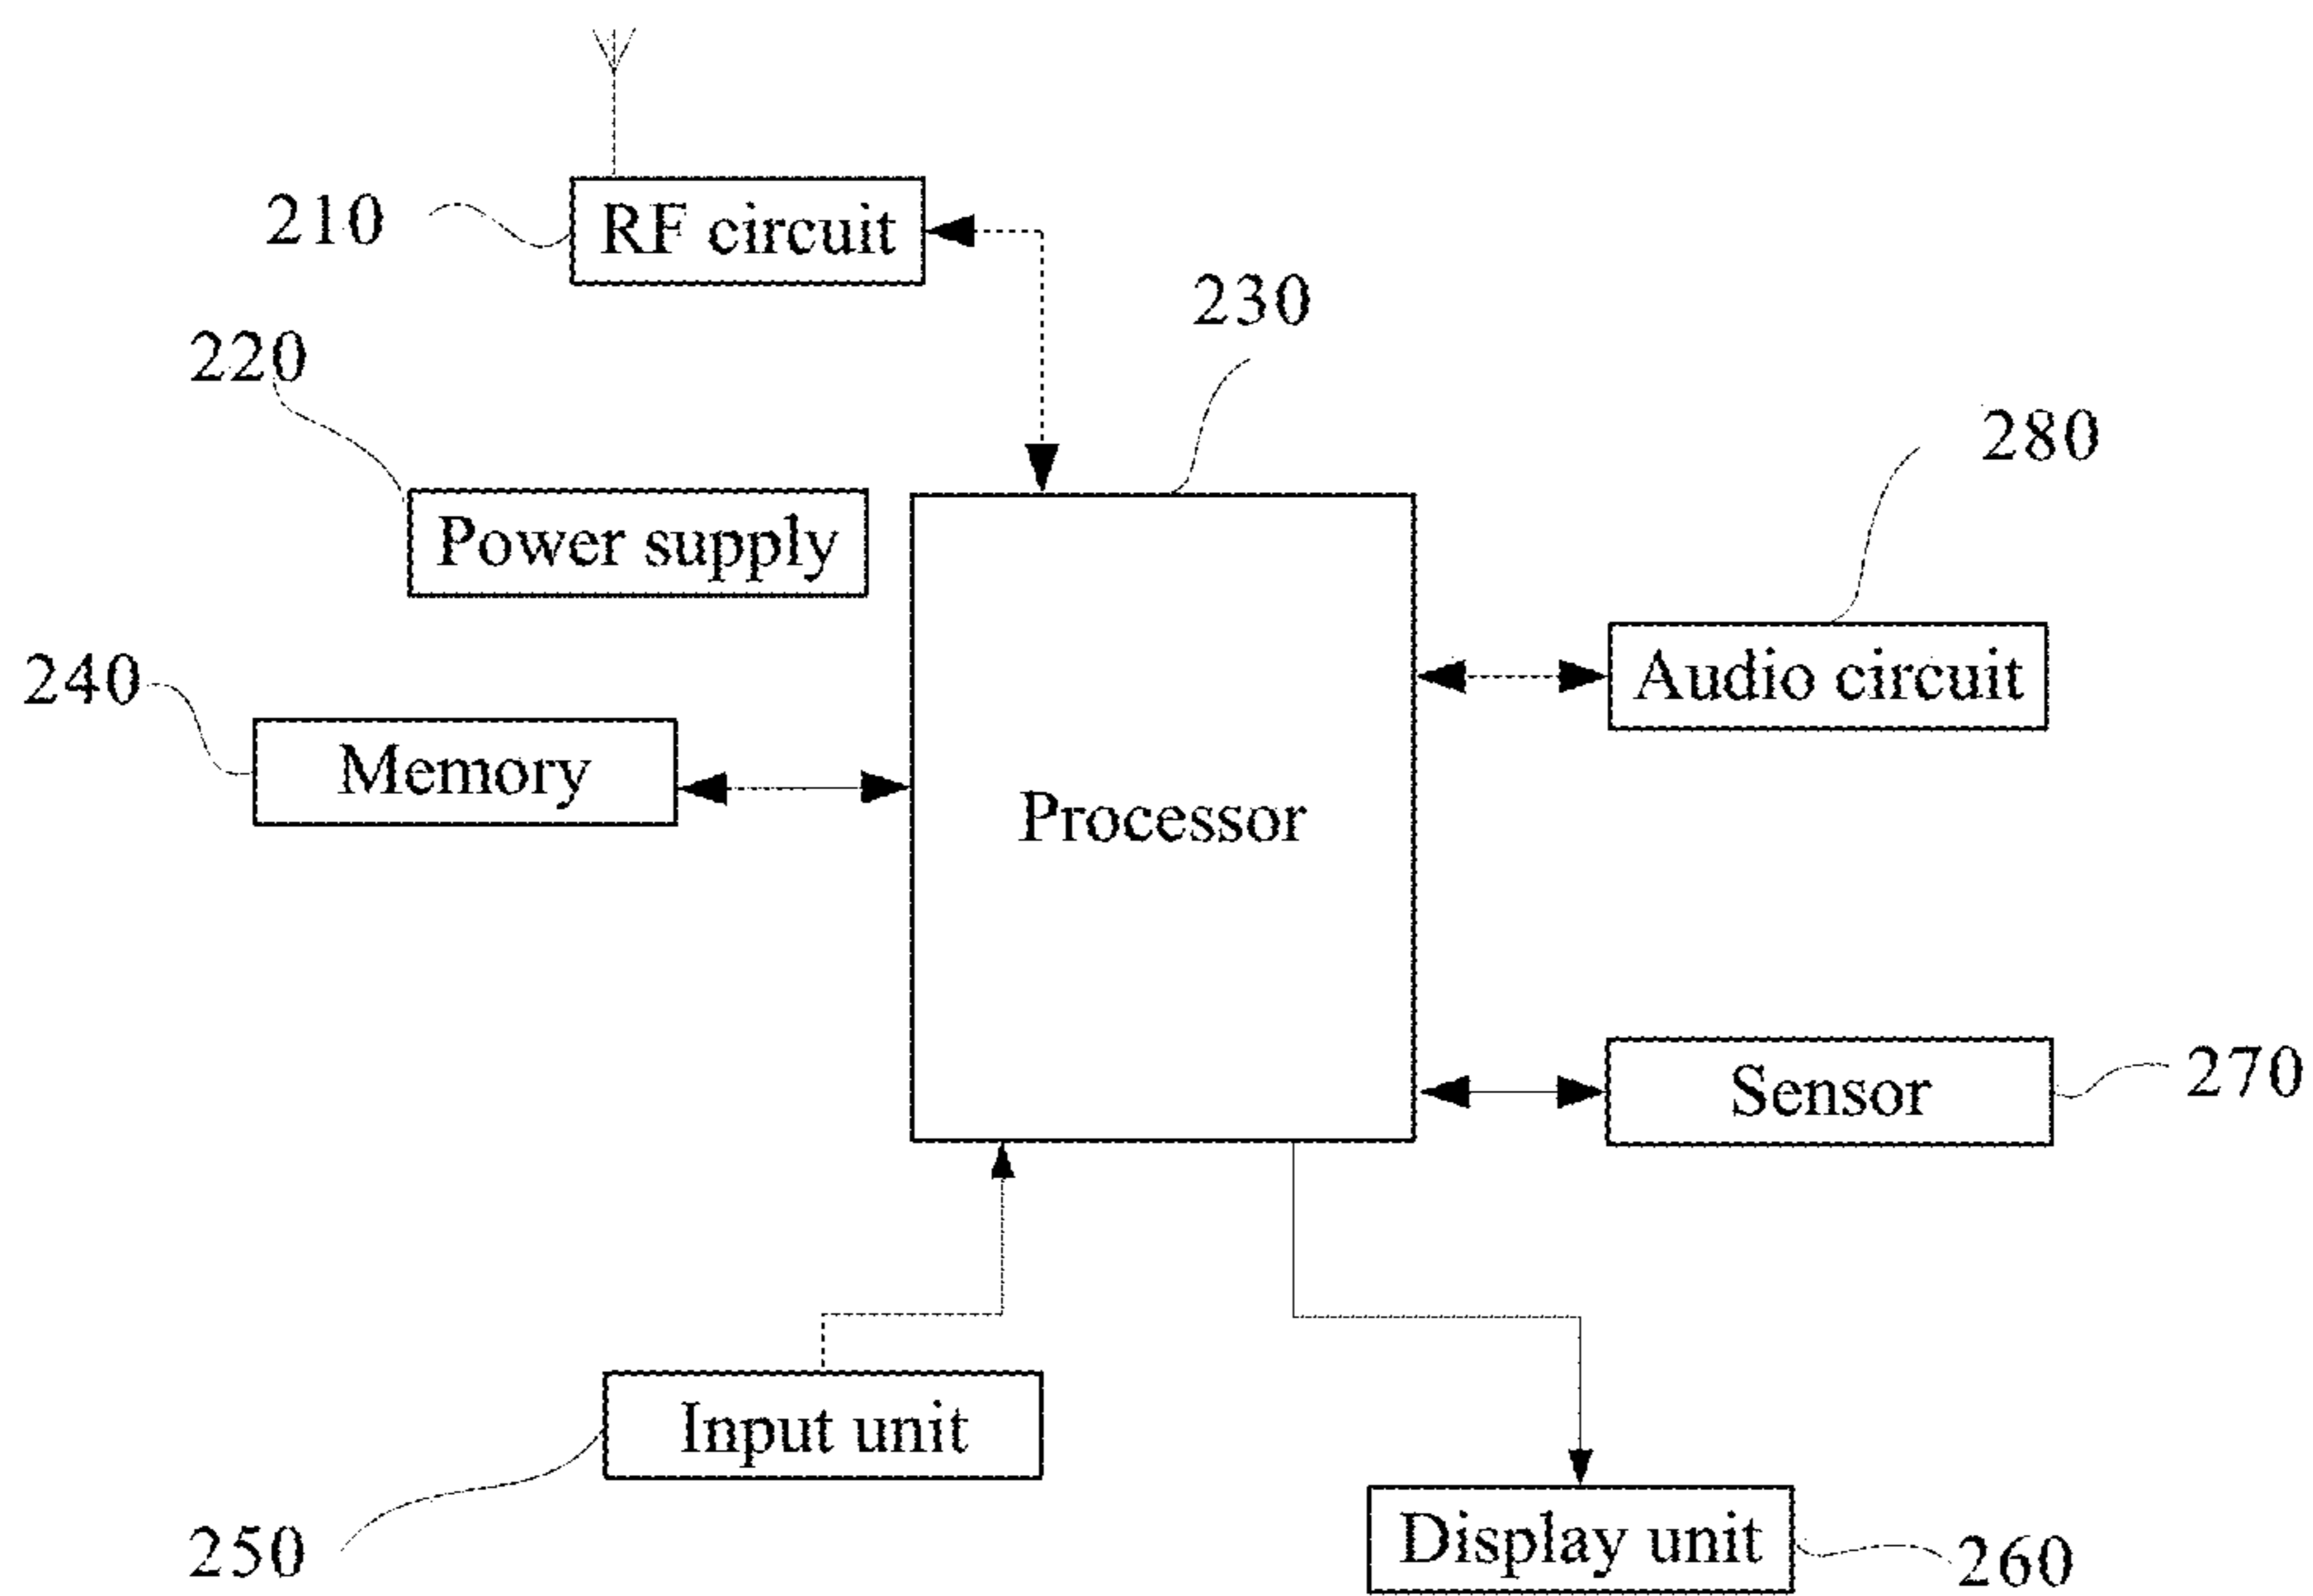 210
RF circuit
230
220
280
Power supply
240
Audio circuit
Memory
Processor
Sensor
270
Input unit
250
Display unit
260